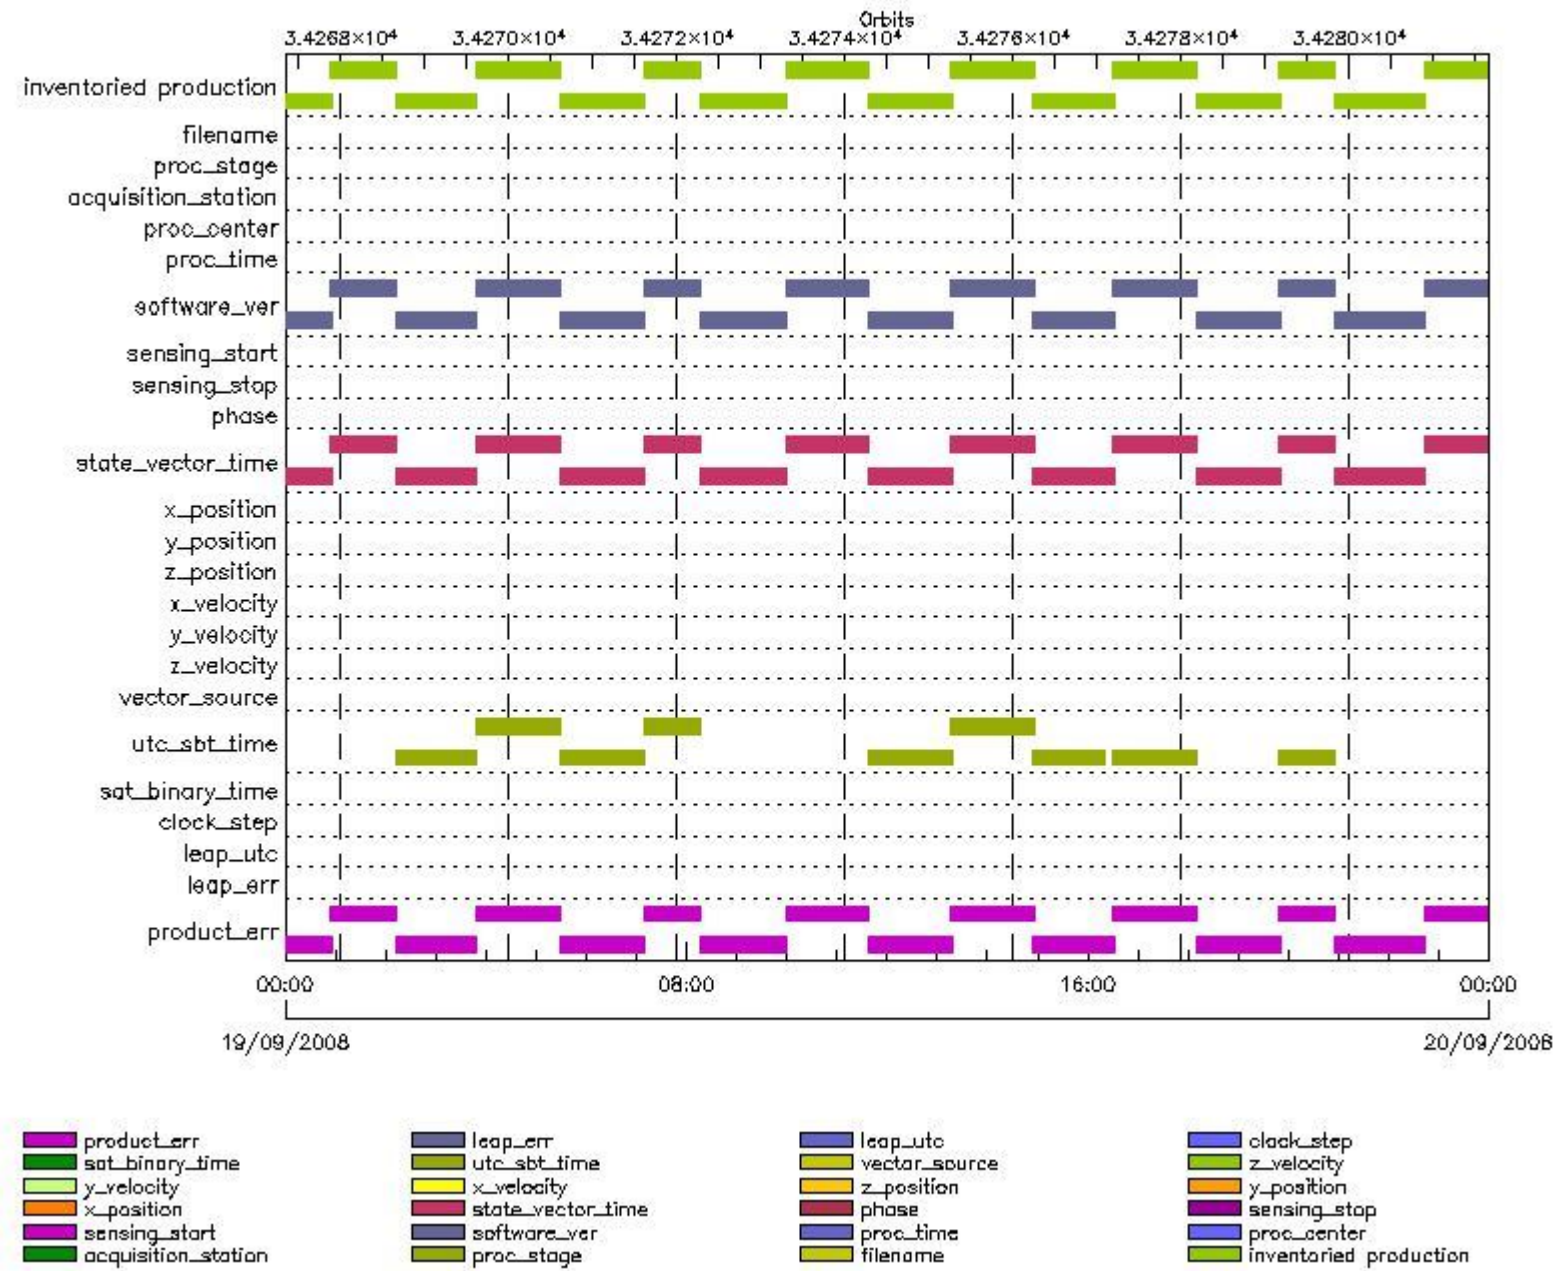 Orbits
3.4268×10⁴ 3.4270×10⁴ 3.4272×10⁴ 3.4274×10⁴ 3.4276×10⁴ 3.4278×10⁴ 3.4280×10⁴
inventoried production
filename
proc_stage
acquisition_station
proc_center
proc_time
software_ver
sensing_start
sensing_stop
phase
state_vector_time
x_position
y_position
z_position
x_velocity
y_velocity
z_velocity
vector_source
utc_sbt_time
sat_binary_time
clock_step
leap_utc
leap_err
product_err
00:00 08:00 16:00 00:00
19/09/2008 20/09/2008
product_err leap_err leap_utc clock_step
sat_binary_time utc_sbt_time vector_source z_velocity
y_velocity x_velocity z_position y_position
x_position state_vector_time phase sensing_stop
sensing_start software_ver proc_time proc_center
acquisition_station proc_stage filename inventoried production